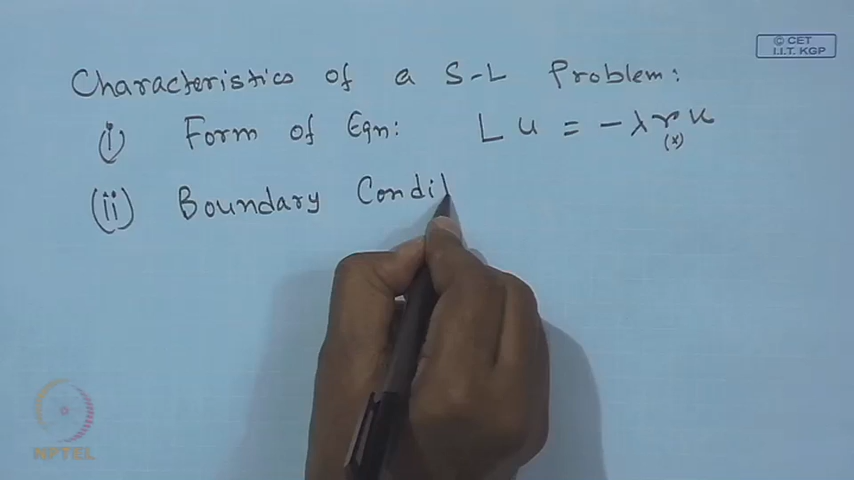 © CET
I.I.T. KGP
Characteristics of a S-L Problem:
(i) Form of Eqn: L u = - λ r u
(x)
(ii) Boundary Condi
NPTEL